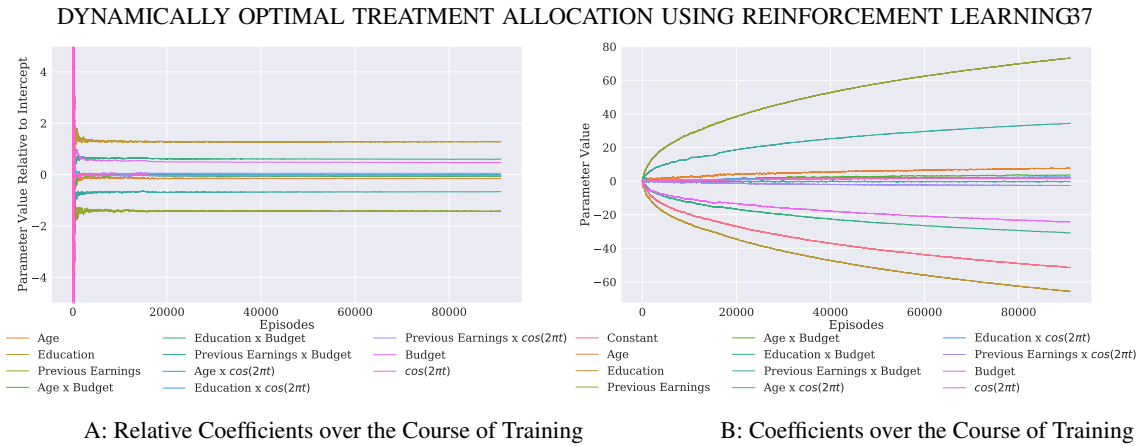 DYNAMICALLY OPTIMAL TREATMENT ALLOCATION USING REINFORCEMENT LEARNING37
Parameter Value Relative to Intercept
4
2
0
−2
−4
0 20000 40000 60000 80000
Episodes
Age
Education
Previous Earnings
Age x Budget
Education x Budget
Previous Earnings x Budget
Age x cos(2πt)
Education x cos(2πt)
Previous Earnings x cos(2πt)
Budget
cos(2πt)
A: Relative Coefficients over the Course of Training
Parameter Value
80
60
40
20
0
−20
−40
−60
0 20000 40000 60000 80000
Episodes
Constant
Age
Education
Previous Earnings
Age x Budget
Education x Budget
Previous Earnings x Budget
Age x cos(2πt)
Education x cos(2πt)
Previous Earnings x cos(2πt)
Budget
cos(2πt)
B: Coefficients over the Course of Training